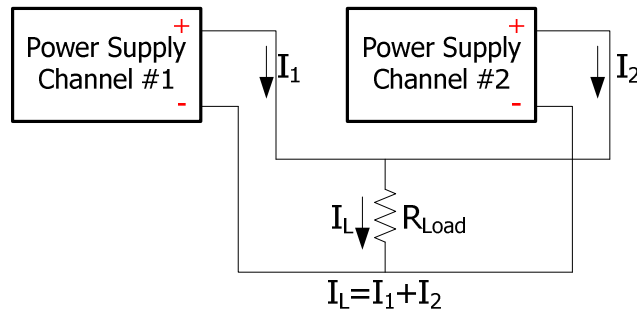 Power Supply
Channel #1
+
-
I1
Power Supply
Channel #2
+
-
I2
IL
RLoad
IL=I1+I2